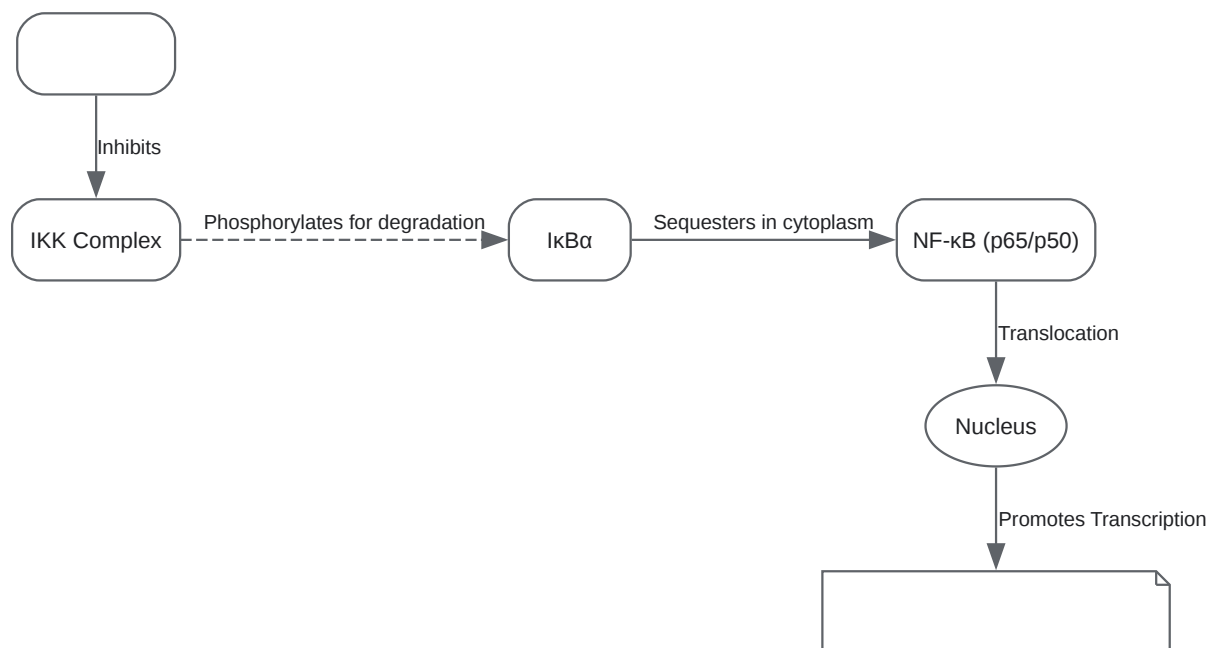 Inhibits
IKK Complex
Phosphorylates for degradation
IκBα
Sequesters in cytoplasm
NF-κB (p65/p50)
Translocation
Nucleus
Promotes Transcription